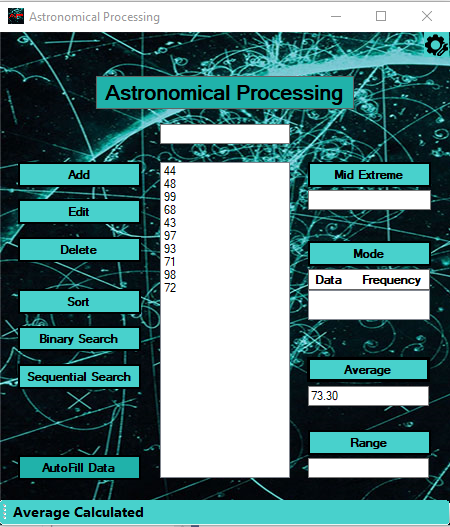 Astronomical Processing
Astronomical Processing
Add
Edit
Delete
Sort
Binary Search
Sequential Search
AutoFill Data
44
48
99
68
43
97
93
71
98
72
Mid Extreme
Mode
Data Frequency
Average
73.30
Range
Average Calculated